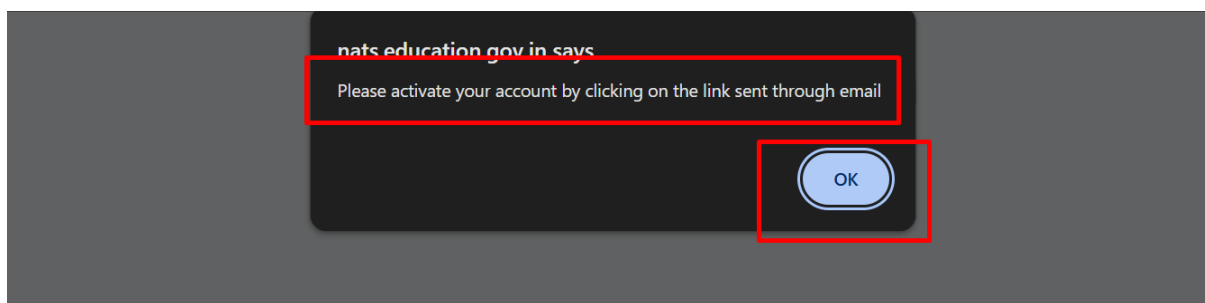 nats education gov in says
Please activate your account by clicking on the link sent through email
OK